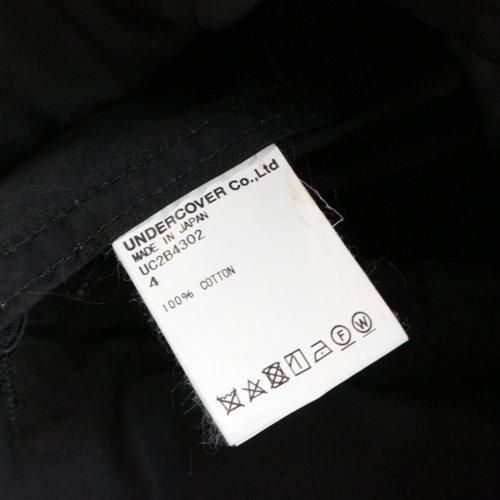 UNDERCOVER Co.,Ltd
MADE IN JAPAN
UC2B4302
4
100% COTTON
F W